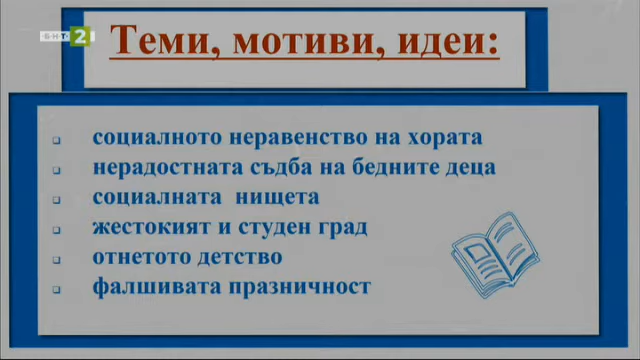 БНТ 2
Теми, мотиви, идеи:
социалното неравенство на хората
нерадостната съдба на бедните деца
социалната нищета
жестокият и студен град
отнетото детство
фалшивата празничност